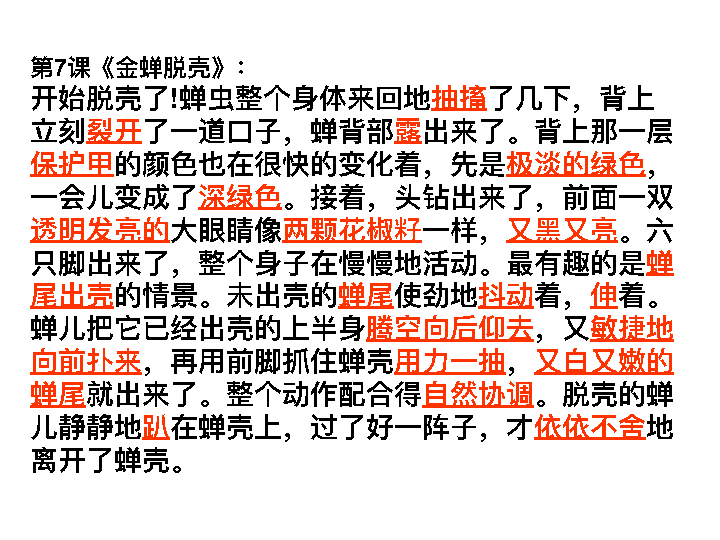 第7课《金蝉脱壳》:
开始脱壳了!蝉虫整个身体来回地抽搐了几下，背上
立刻裂开了一道口子，蝉背部露出来了。背上那一层
保护甲的颜色也在很快的变化着，先是极淡的绿色，
一会儿变成了深绿色。接着，头钻出来了，前面一双
透明发亮的大眼睛像两颗花椒籽一样，又黑又亮。六
只脚出来了，整个身子在慢慢地活动。最有趣的是蝉
尾出壳的情景。未出壳的蝉尾使劲地抖动着，伸着。
蝉儿把它已经出壳的上半身腾空向后仰去，又敏捷地
向前扑来，再用前脚抓住蝉壳用力一抽，又白又嫩的
蝉尾就出来了。整个动作配合得自然协调。脱壳的蝉
儿静静地趴在蝉壳上，过了好一阵子，才依依不舍地
离开了蝉壳。